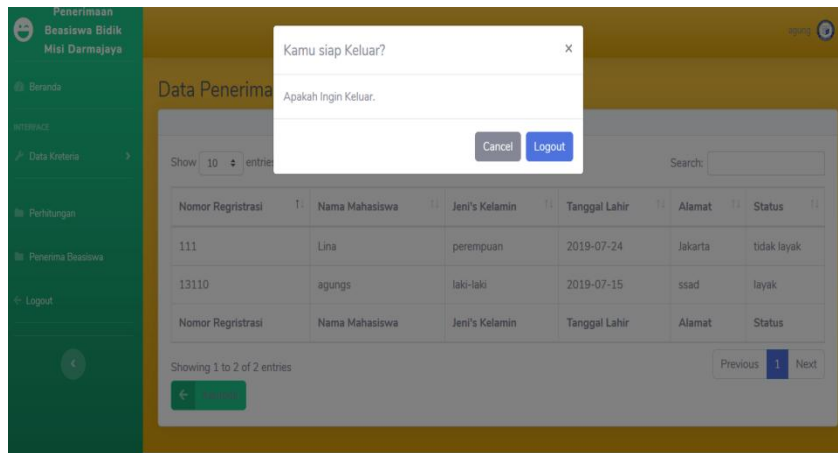 Penerimaan
Beasiswa Bidik
Misi Darmajaya
agung
Kamu siap Keluar? ×
Apakah Ingin Keluar.
Cancel Logout
Beranda
INTERFACE
Data Kreteria
Perhitungan
Penerima Beasiswa
Logout
Data Penerima
Show 10 entries
Search:
Nomor Regristrasi Nama Mahasiswa Jeni's Kelamin Tanggal Lahir Alamat Status
111 Lina perempuan 2019-07-24 Jakarta tidak layak
13110 agungs laki-laki 2019-07-15 ssad layak
Nomor Regristrasi Nama Mahasiswa Jeni's Kelamin Tanggal Lahir Alamat Status
Showing 1 to 2 of 2 entries
Previous 1 Next